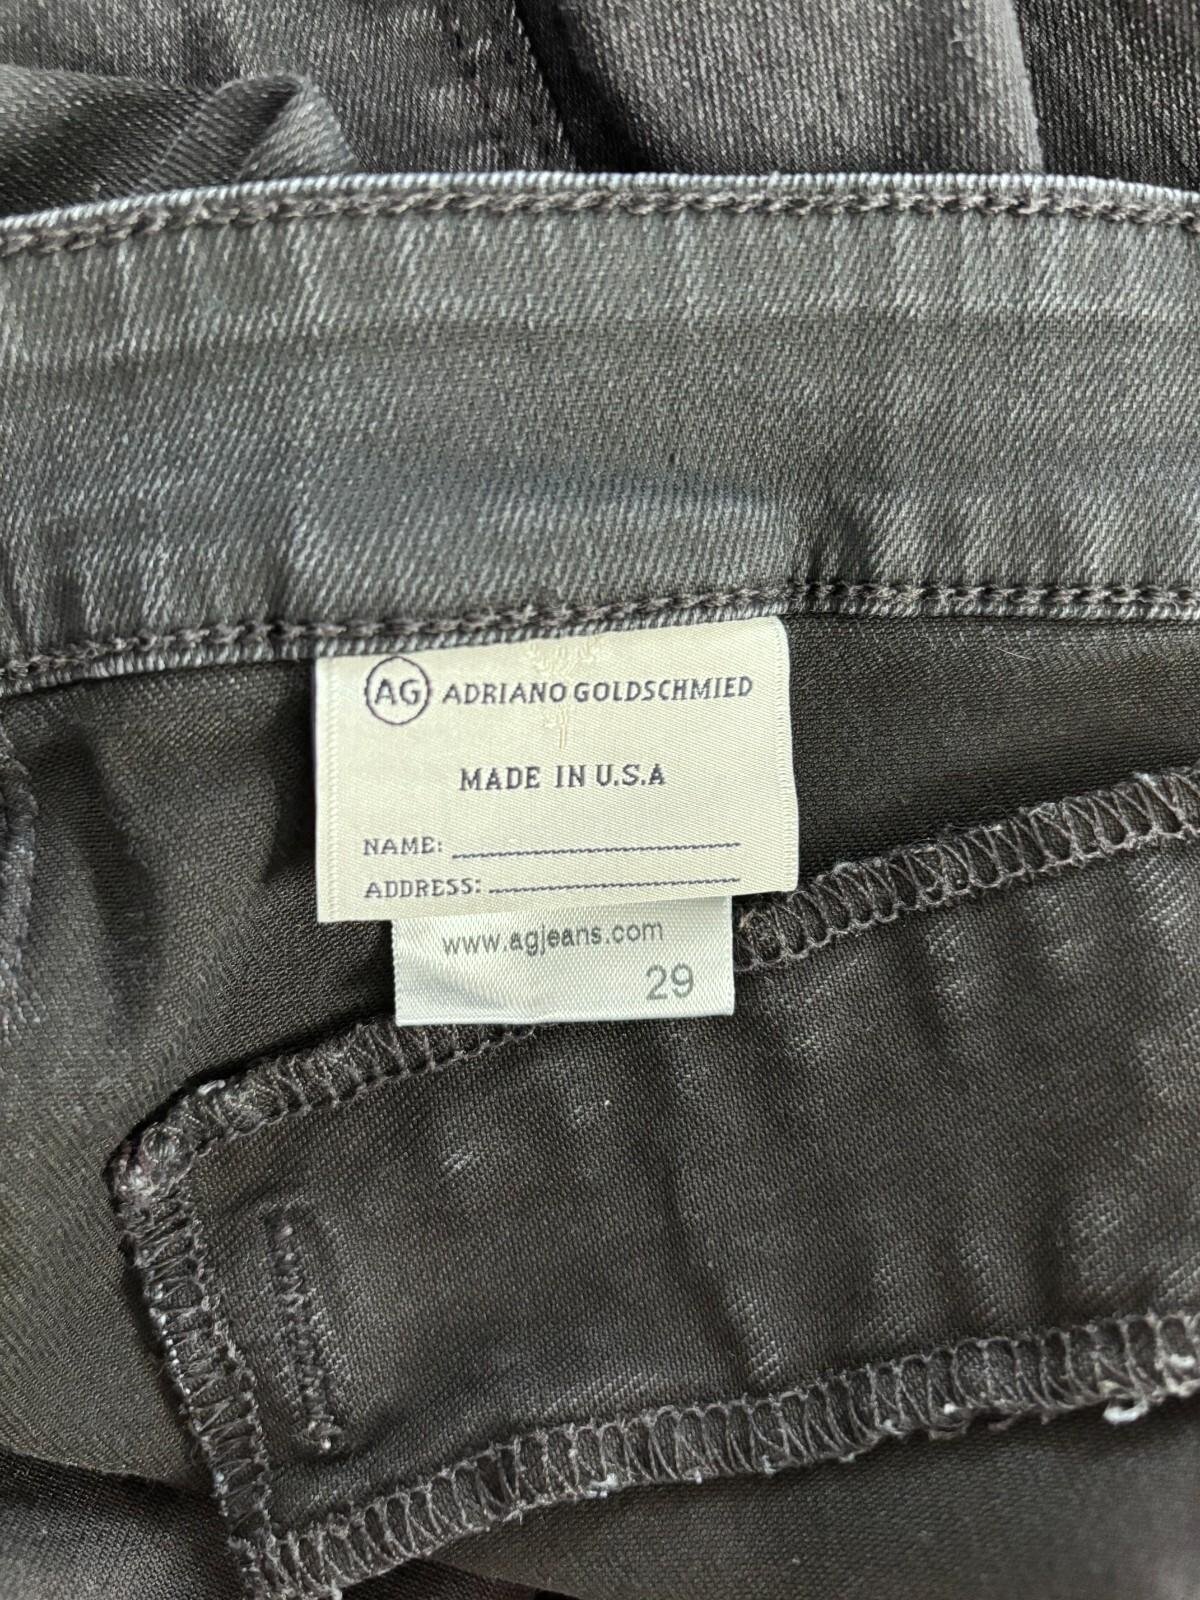 AG ADRIANO GOLDSCHMIED
MADE IN U.S.A
NAME:
ADDRESS:
www.agjeans.com
29